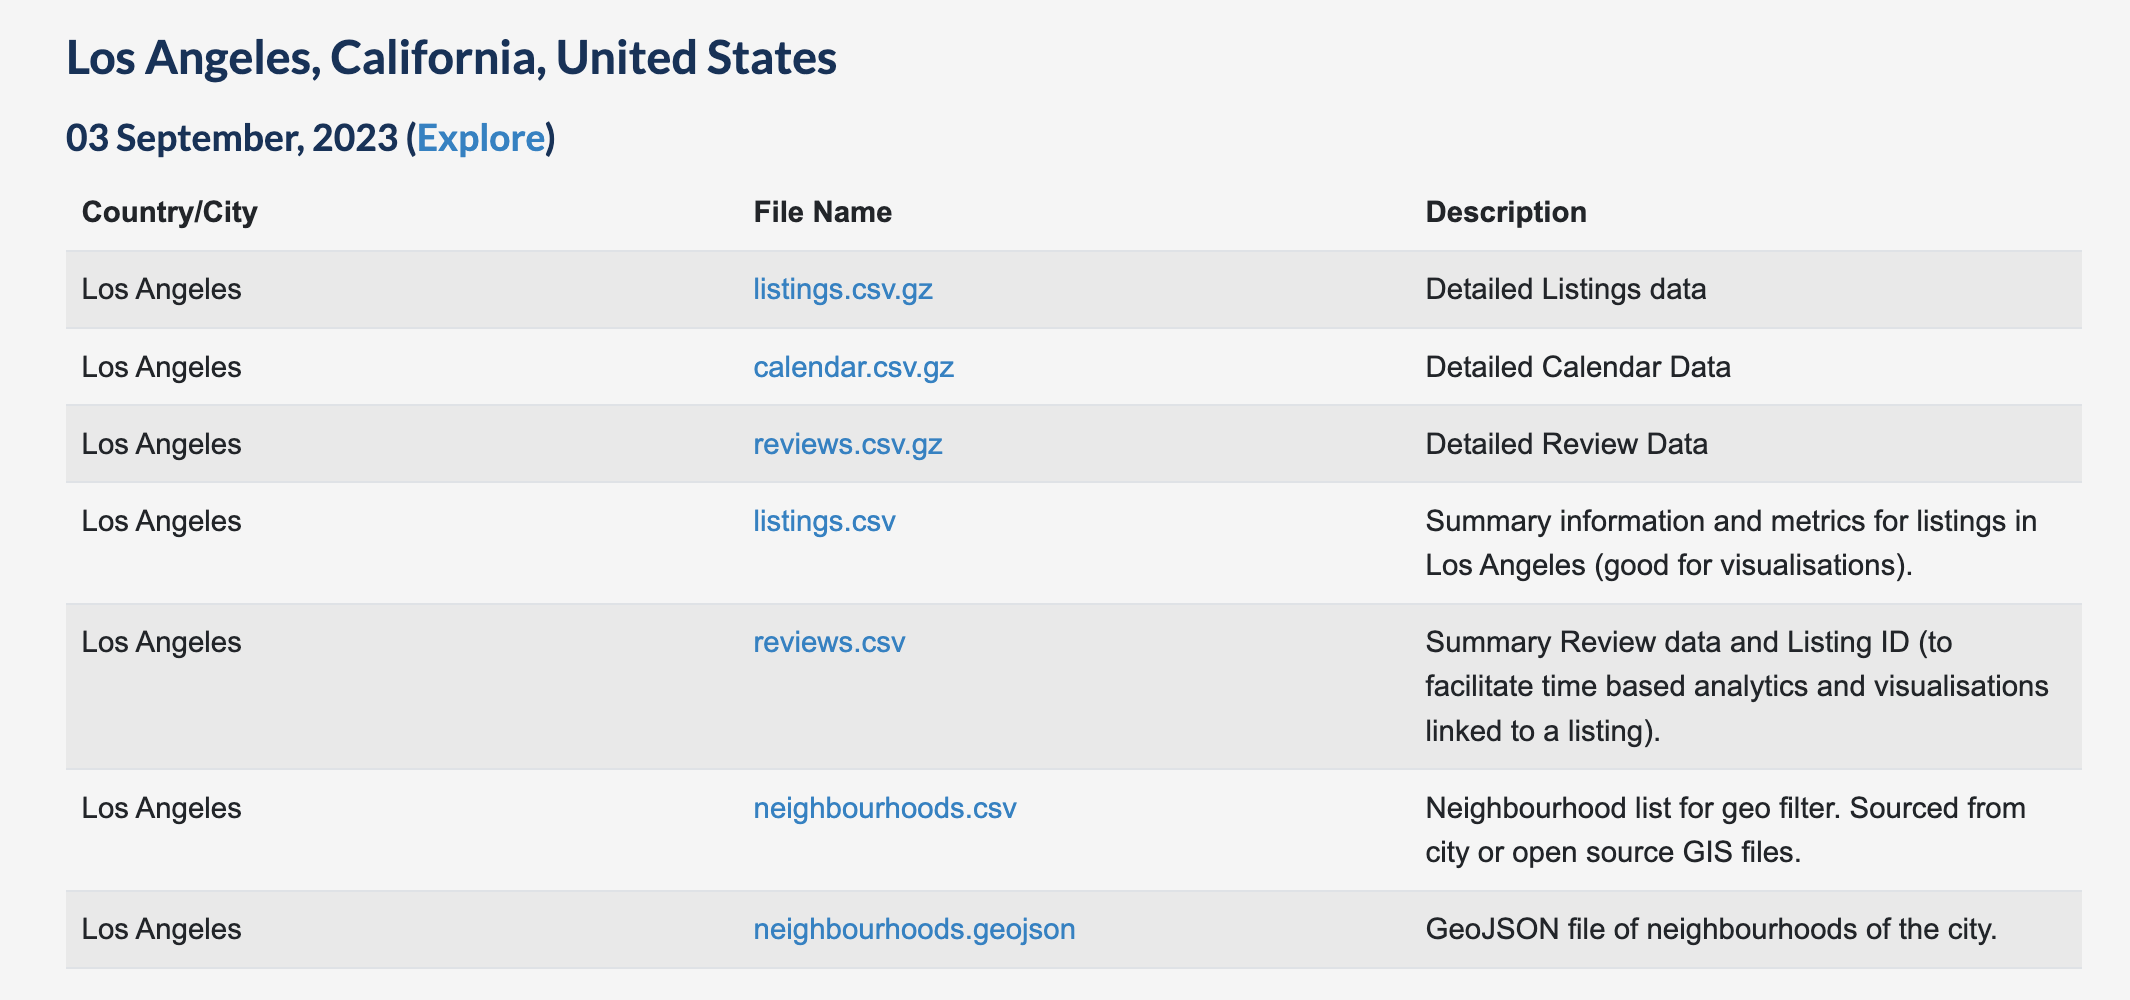 Los Angeles, California, United States
03 September, 2023 (Explore)
Country/City File Name Description
Los Angeles listings.csv.gz Detailed Listings data
Los Angeles calendar.csv.gz Detailed Calendar Data
Los Angeles reviews.csv.gz Detailed Review Data
Los Angeles listings.csv Summary information and metrics for listings in
Los Angeles (good for visualisations).
Los Angeles reviews.csv Summary Review data and Listing ID (to
facilitate time based analytics and visualisations
linked to a listing).
Los Angeles neighbourhoods.csv Neighbourhood list for geo filter. Sourced from
city or open source GIS files.
Los Angeles neighbourhoods.geojson GeoJSON file of neighbourhoods of the city.